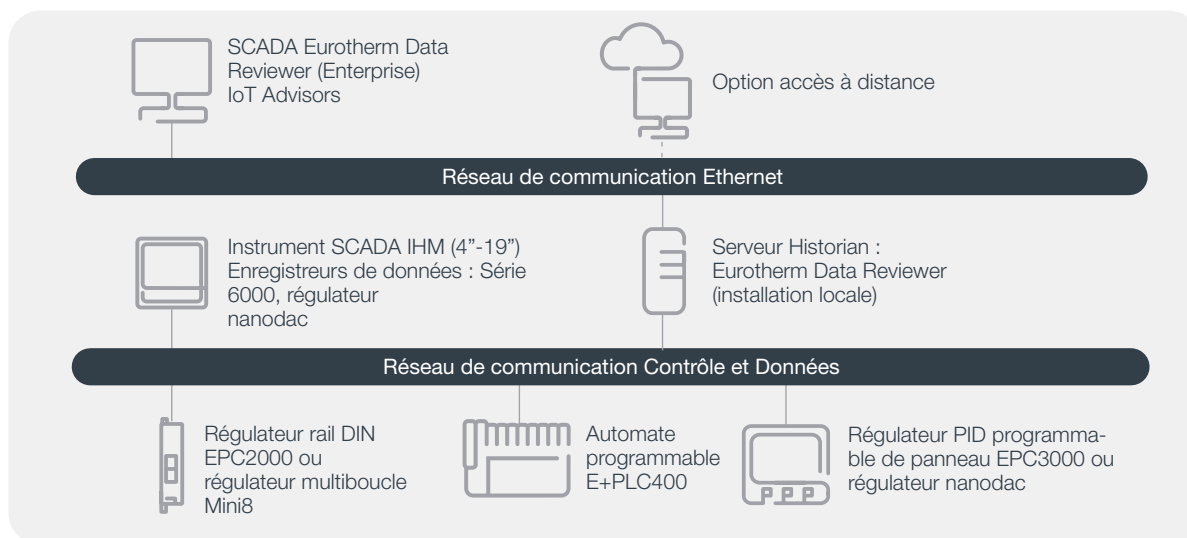 SCADA Eurotherm Data
Reviewer (Enterprise)
IoT Advisors
Option accès à distance
Réseau de communication Ethernet
Instrument SCADA IHM (4”-19”)
Enregistreurs de données : Série
6000, régulateur
nanodac
Serveur Historian :
Eurotherm Data Reviewer
(installation locale)
Réseau de communication Contrôle et Données
Régulateur rail DIN
EPC2000 ou
régulateur multiboucle
Mini8
Automate
programmable
E+PLC400
Régulateur PID programma-
ble de panneau EPC3000 ou
régulateur nanodac